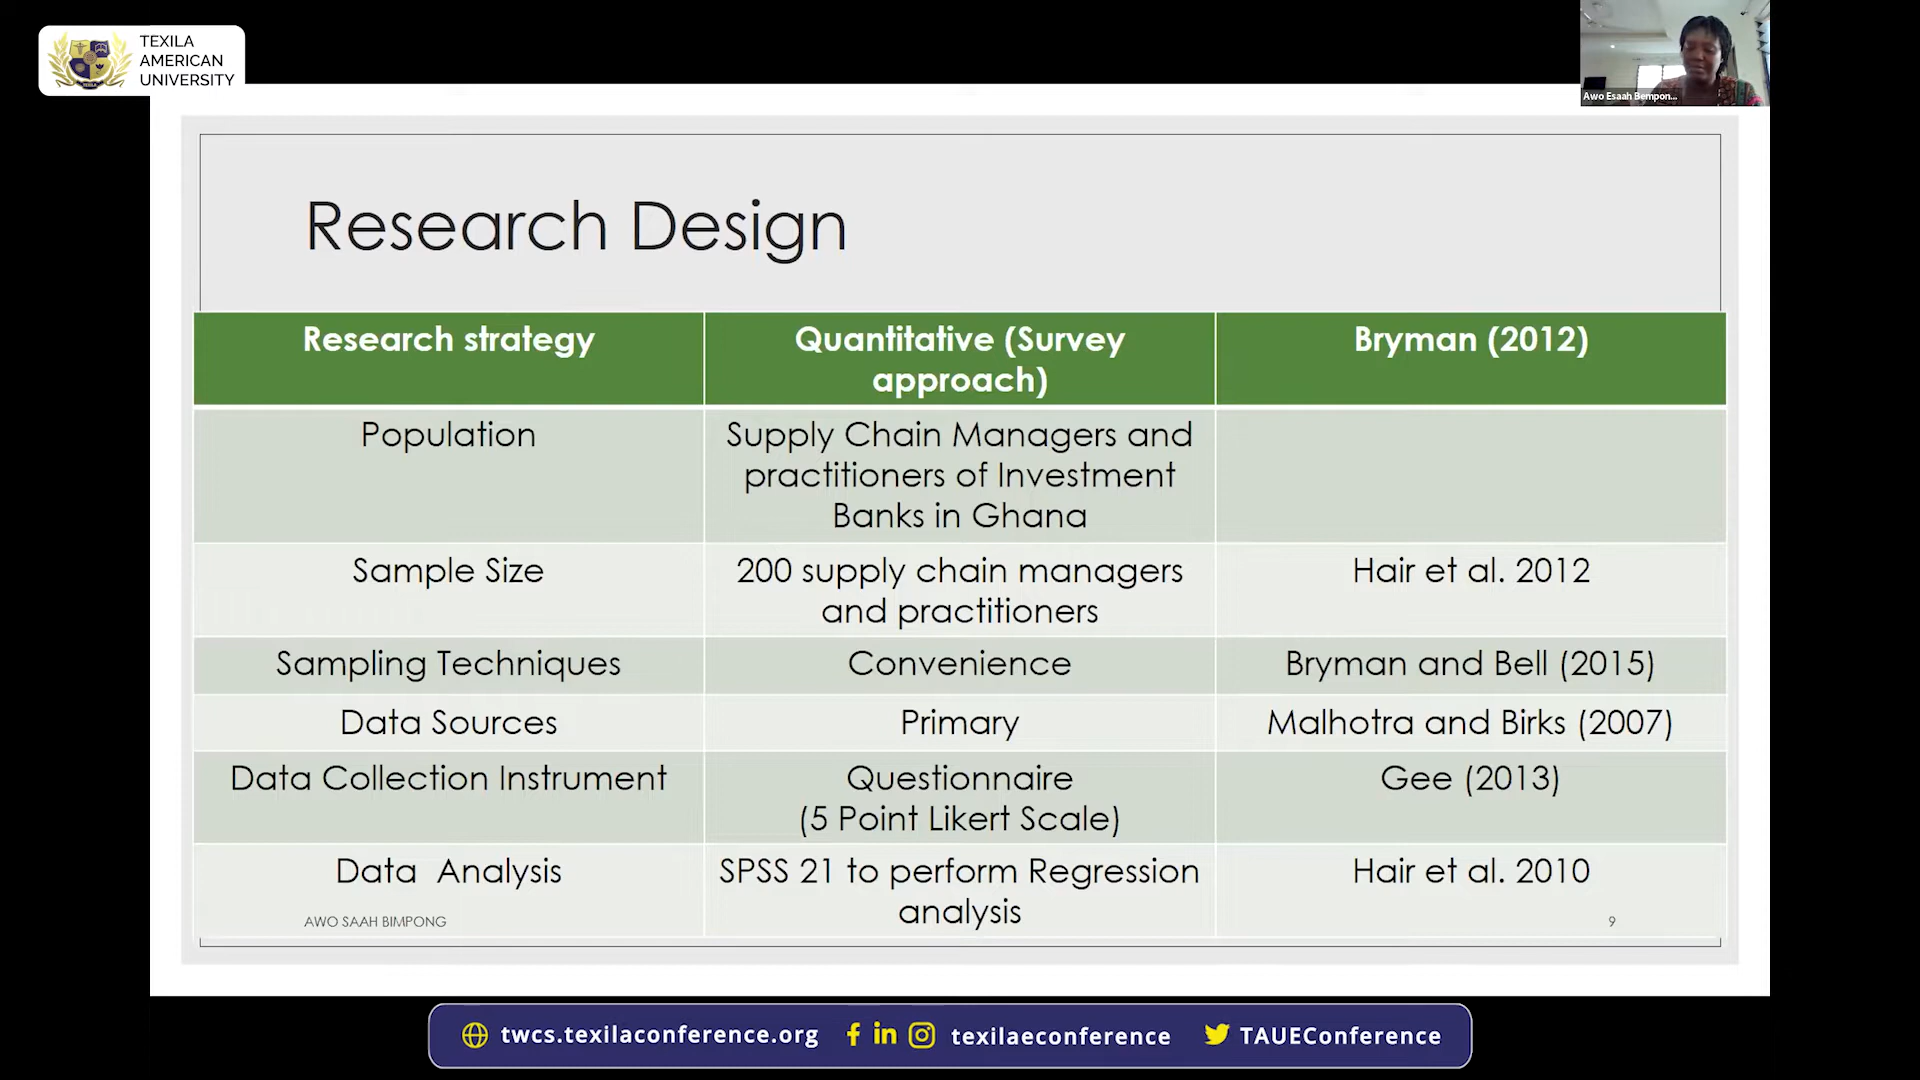 TEXILA
AMERICAN
UNIVERSITY
Awo Esaah Bempon...
Research Design
Research strategy
Quantitative (Survey
approach)
Bryman (2012)
Population
Supply Chain Managers and
practitioners of Investment
Banks in Ghana
Sample Size
200 supply chain managers
and practitioners
Hair et al. 2012
Sampling Techniques
Convenience
Bryman and Bell (2015)
Data Sources
Primary
Malhotra and Birks (2007)
Data Collection Instrument
Questionnaire
(5 Point Likert Scale)
Gee (2013)
Data Analysis
SPSS 21 to perform Regression
analysis
Hair et al. 2010
AWO SAAH BIMPONG
9
twcs.texilaconference.org
texilaeconference
TAUEConference